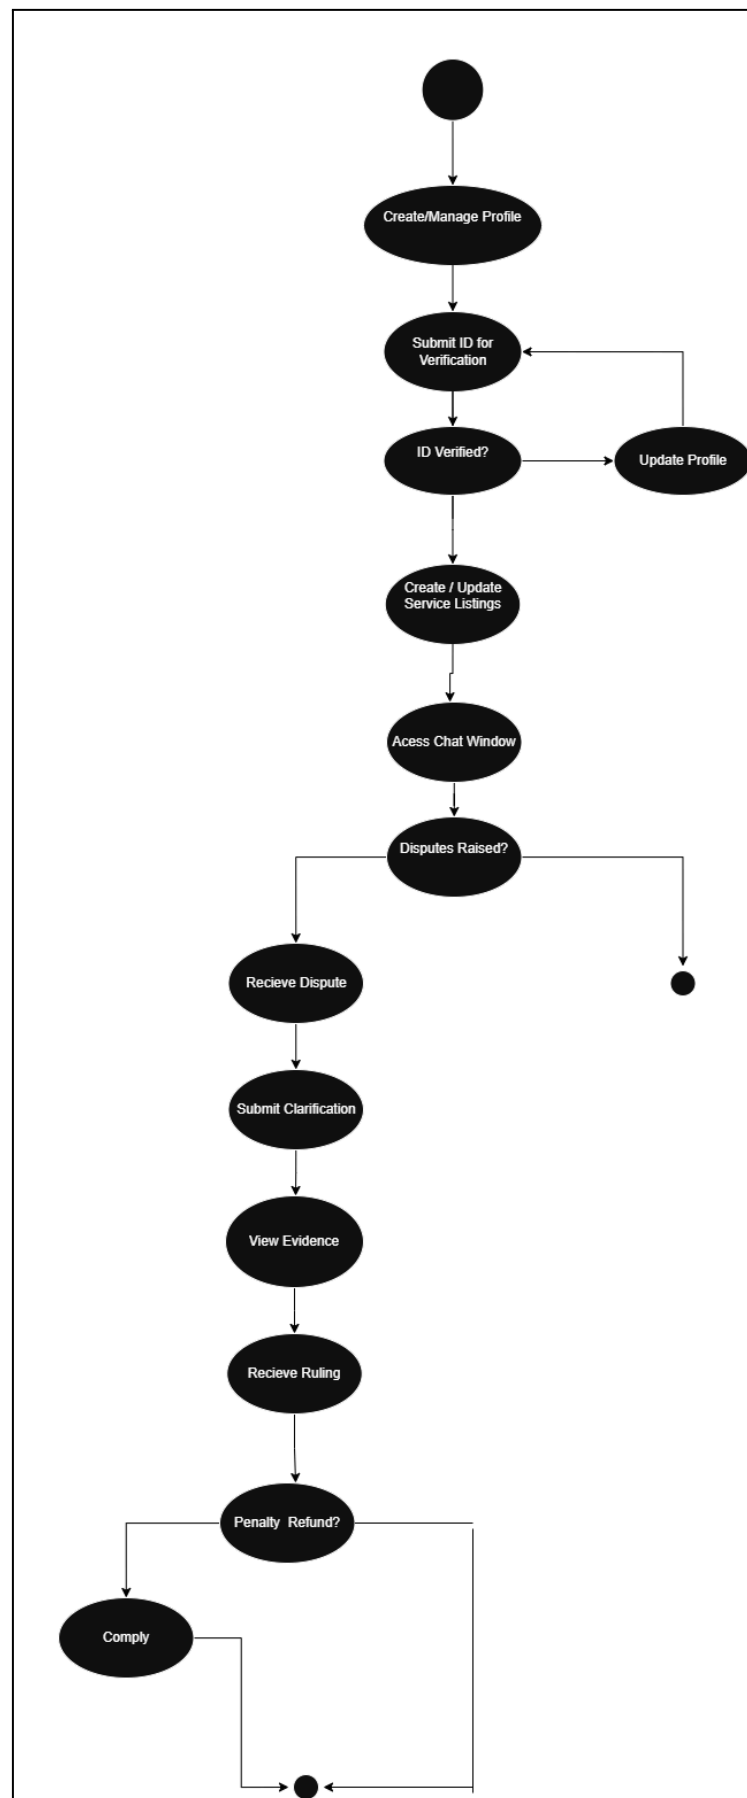 Create/Manage Profile
Submit ID for
Verification
ID Verified?
Update Profile
Create / Update
Service Listings
Acess Chat Window
Disputes Raised?
Recieve Dispute
Submit Clarification
View Evidence
Recieve Ruling
Penalty Refund?
Comply